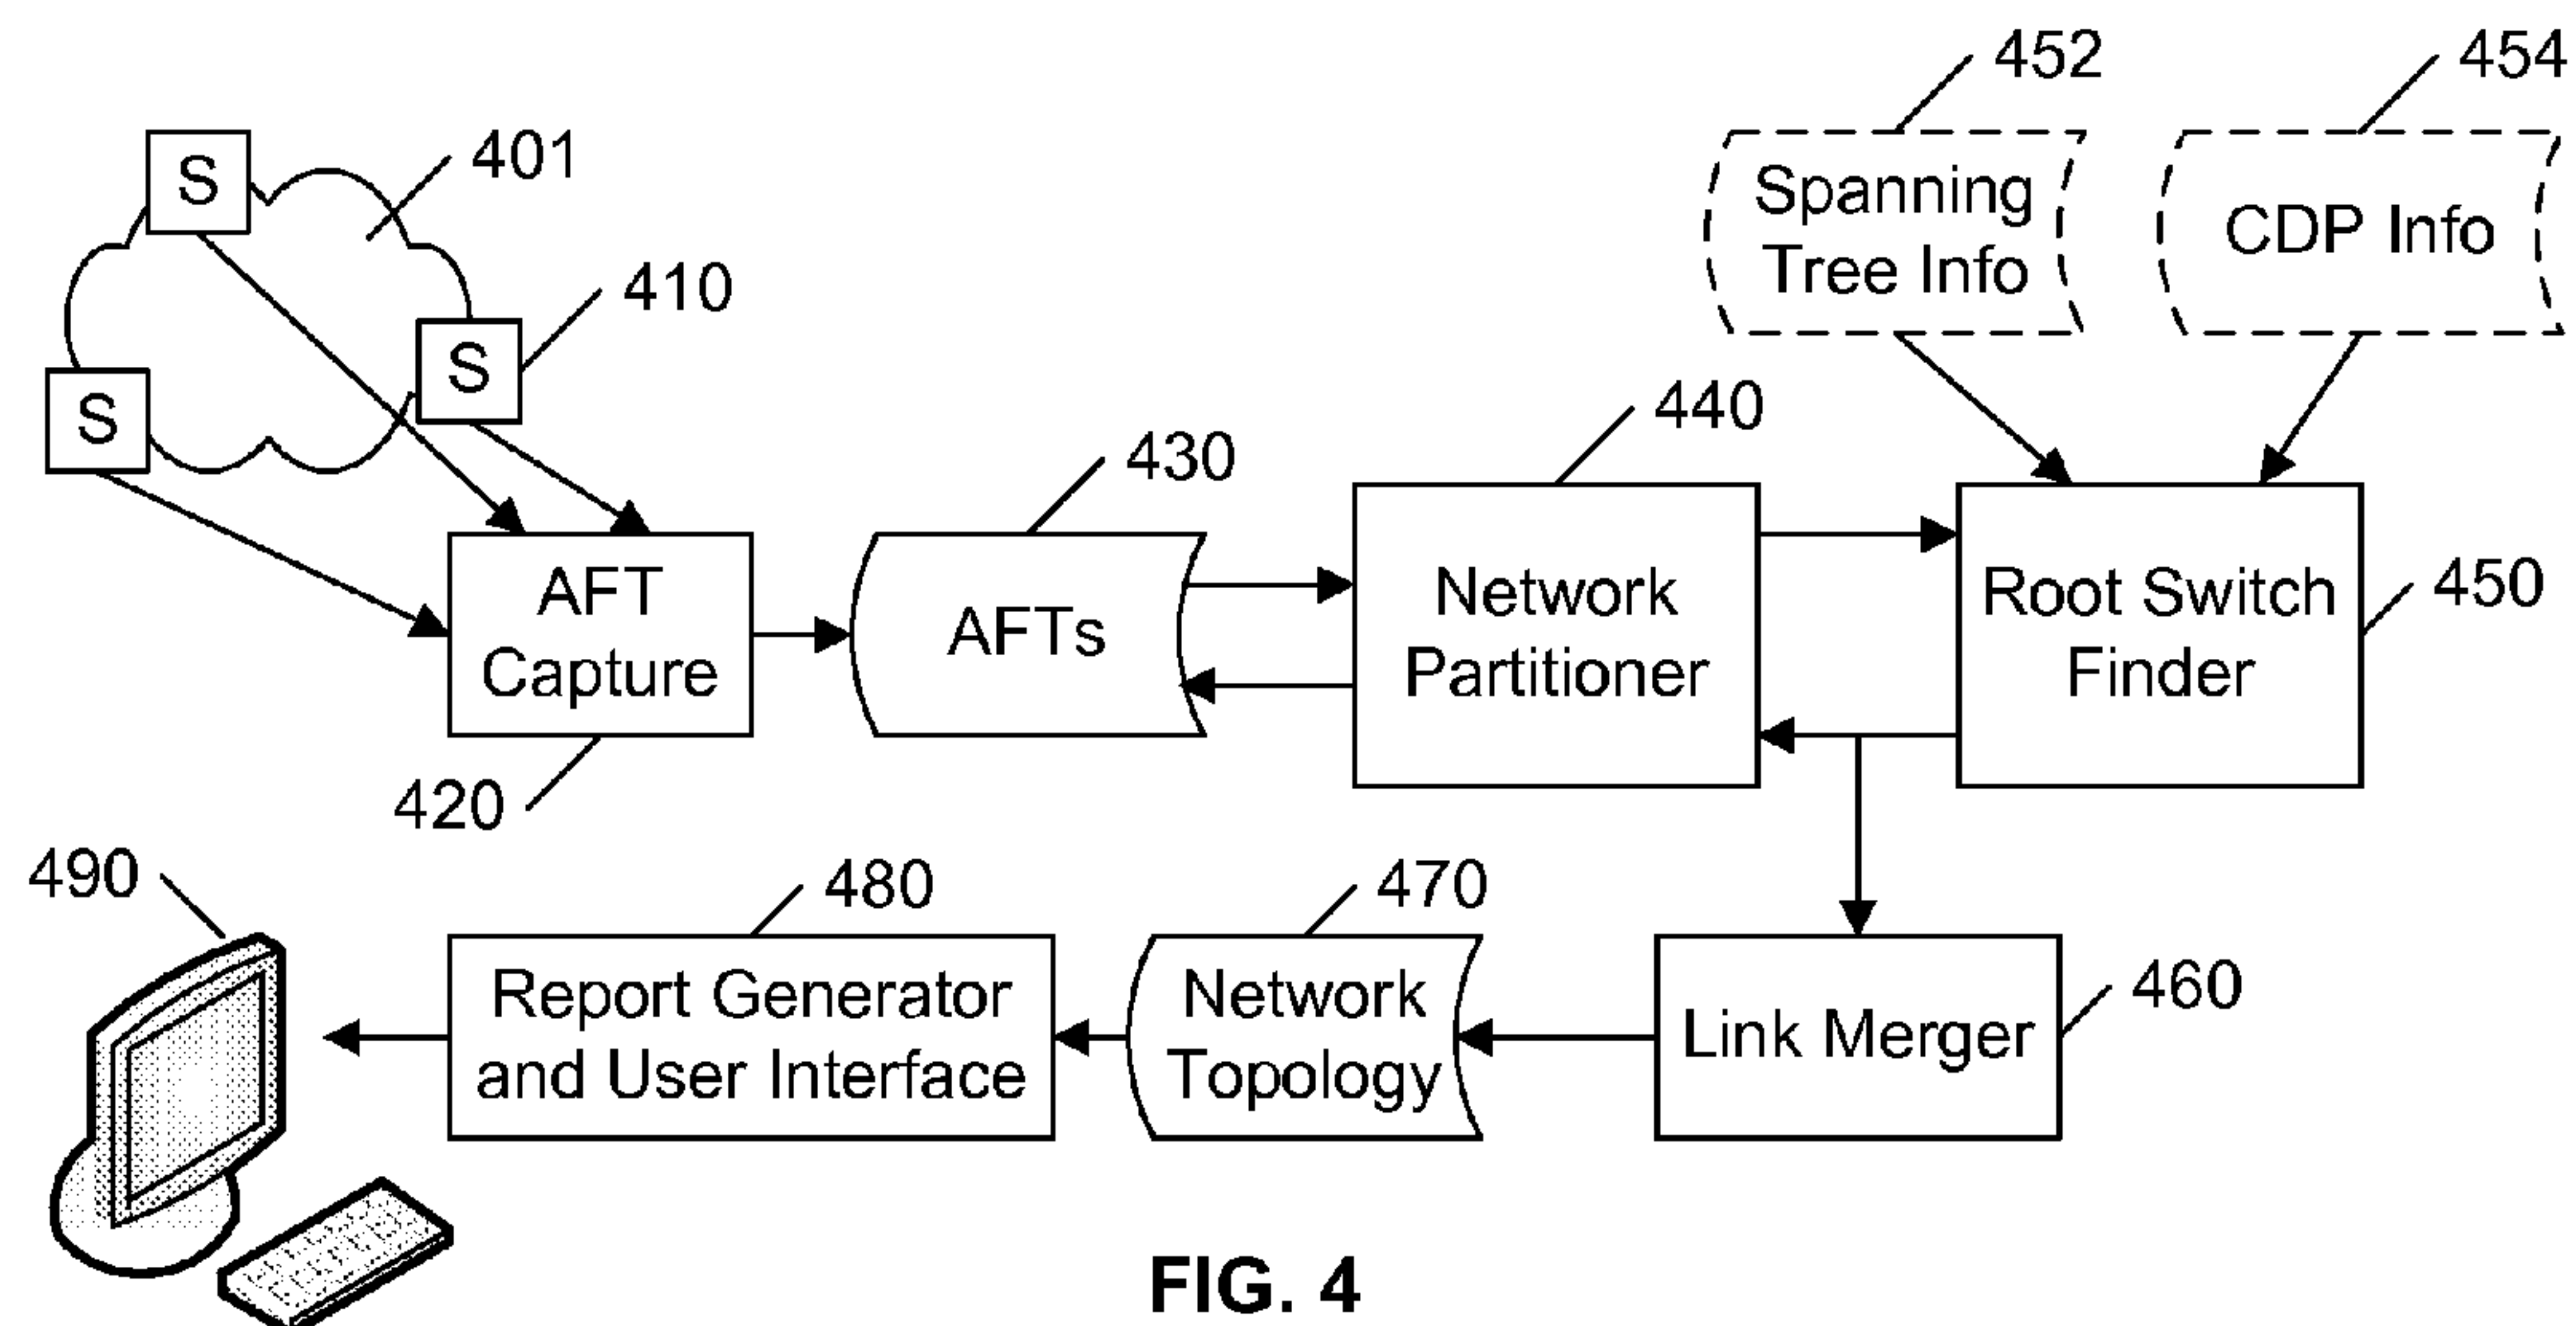 452
454
S
401
Spanning
Tree Info
CDP Info
410
S
S
440
430
AFT
Capture
AFTs
Network
Partitioner
Root Switch
Finder
450
420
490
480
470
Report Generator
and User Interface
Network
Topology
Link Merger
460
FIG. 4